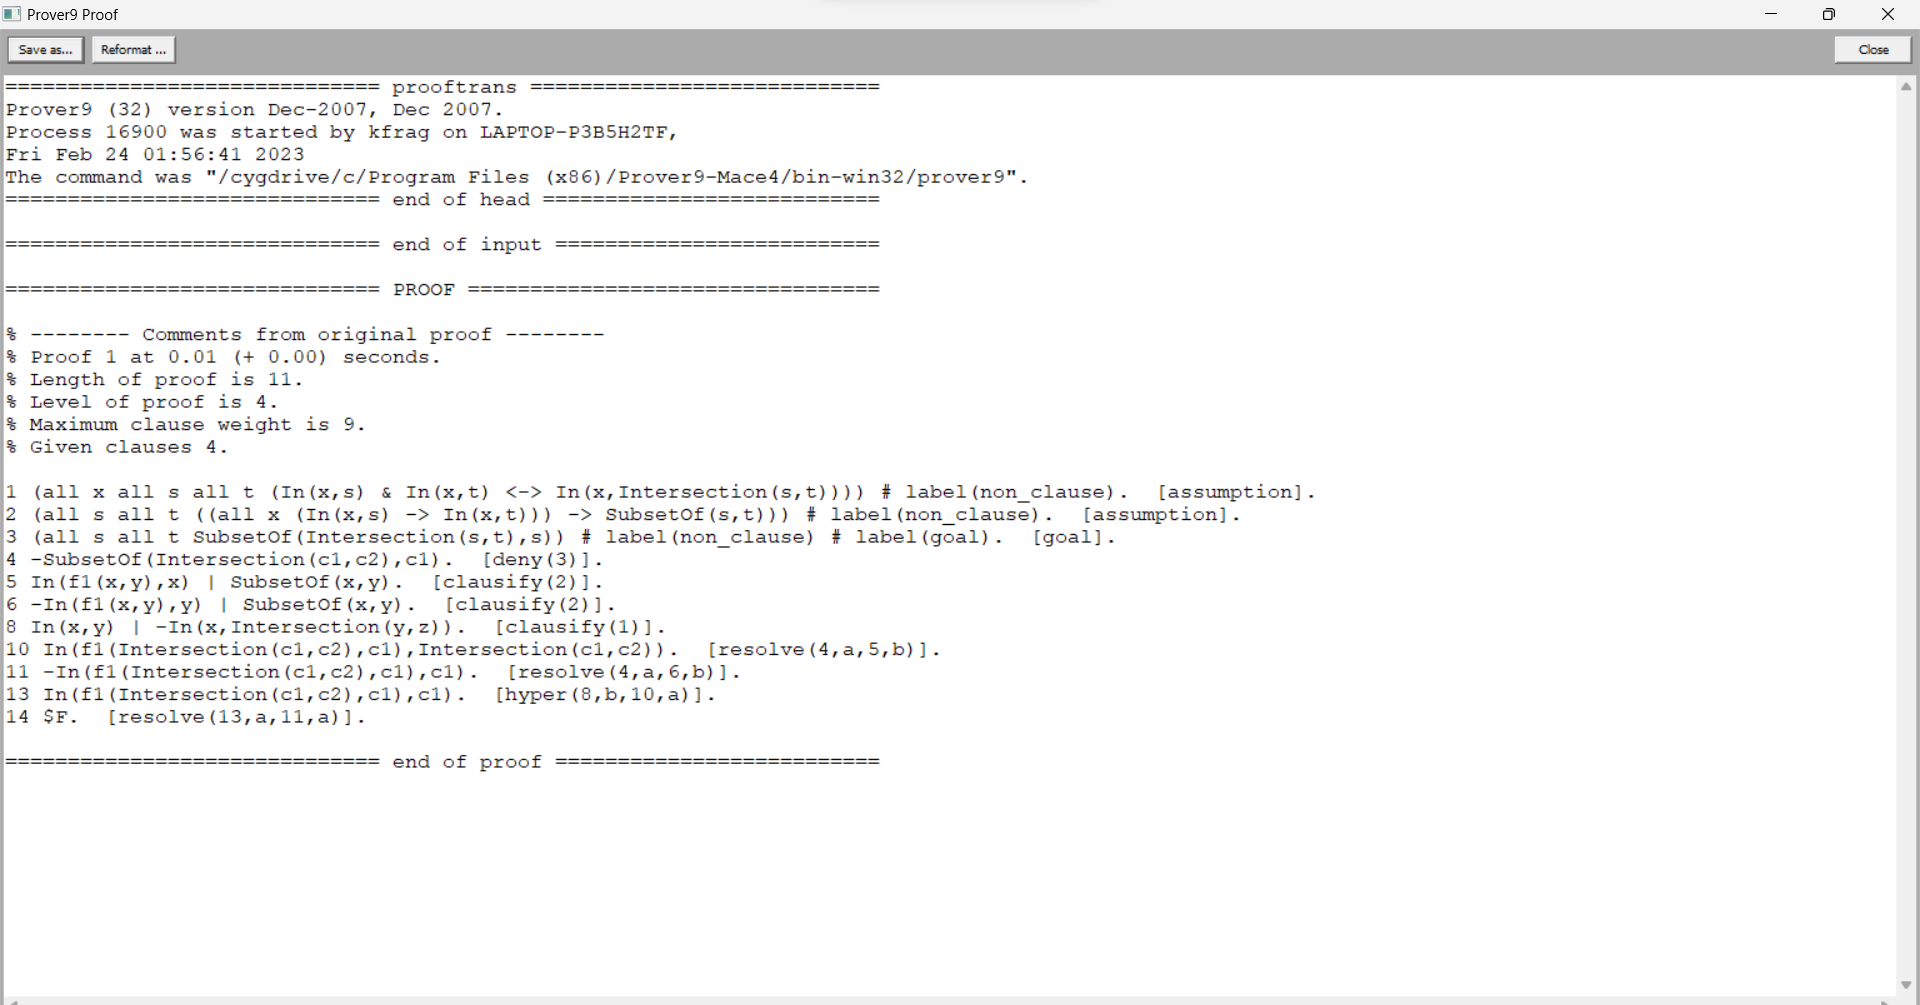 Prover9 Proof
Save as...
Reformat ...
Close
============================== prooftrans ============================
Prover9 (32) version Dec-2007, Dec 2007.
Process 16900 was started by kfrag on LAPTOP-P3B5H2TF,
Fri Feb 24 01:56:41 2023
The command was "/cygdrive/c/Program Files (x86)/Prover9-Mace4/bin-win32/prover9".
============================== end of head ===========================
============================== end of input ==========================
============================== PROOF =================================
% -------- Comments from original proof --------
% Proof 1 at 0.01 (+ 0.00) seconds.
% Length of proof is 11.
% Level of proof is 4.
% Maximum clause weight is 9.
% Given clauses 4.
1 (all x all s all t (In(x,s) & In(x,t) <-> In(x,Intersection(s,t)))) # label(non_clause).  [assumption].
2 (all s all t ((all x (In(x,s) -> In(x,t))) -> SubsetOf(s,t))) # label(non_clause).  [assumption].
3 (all s all t SubsetOf(Intersection(s,t),s)) # label(non_clause) # label(goal).  [goal].
4 -SubsetOf(Intersection(c1,c2),c1).  [deny(3)].
5 In(f1(x,y),x) | SubsetOf(x,y).  [clausify(2)].
6 -In(f1(x,y),y) | SubsetOf(x,y).  [clausify(2)].
8 In(x,y) | -In(x,Intersection(y,z)).  [clausify(1)].
10 In(f1(Intersection(c1,c2),c1),Intersection(c1,c2)).  [resolve(4,a,5,b)].
11 -In(f1(Intersection(c1,c2),c1),c1).  [resolve(4,a,6,b)].
13 In(f1(Intersection(c1,c2),c1),c1).  [hyper(8,b,10,a)].
14 $F.  [resolve(13,a,11,a)].
============================== end of proof ==========================